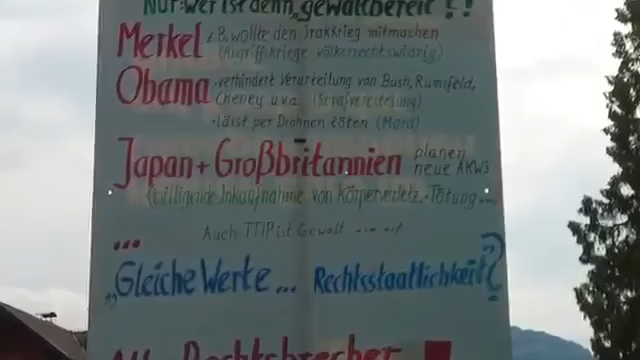 Nur: wer ist denn "gewaltbereit"?!
Merkel z.B. wollte den Irakkrieg mitmachen
(Angriffskriege völkerrechtswidrig)
Obama - verhindert Verurteilung von Bush, Rumsfeld,
Cheney u.v.a. (Strafvereitelung)
- lässt per Drohnen töten (Mord)
Japan + Großbritannien planen
neue AKWs
(billigende Inkaufnahme von Körperverletz.-Tötung...
... Auch TTIP ist Gewalt
„Gleiche Werte... Rechtsstaatlichkeit"?
Rechtsbrecher